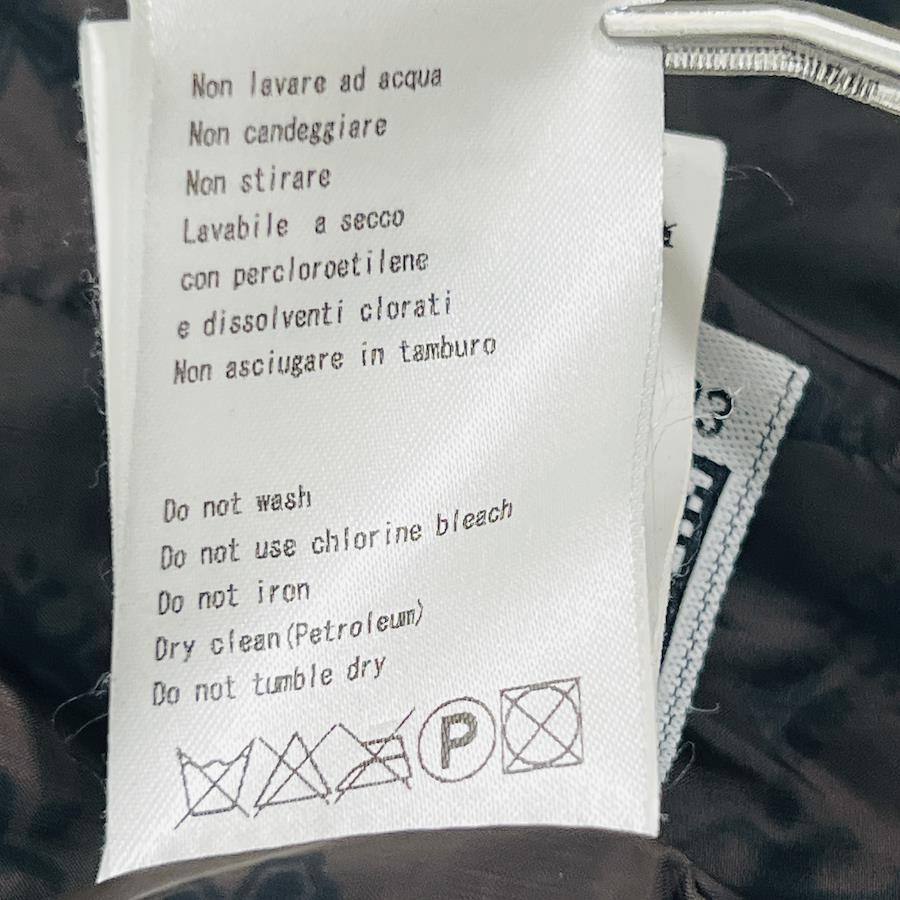 Non lavare ad acqua
Non candeggiare
Non stirare
Lavabile a secco
con percloroetilene
e dissolventi clorati
Non asciugare in tamburo
Do not wash
Do not use chlorine bleach
Do not iron
Dry clean(Petroleum)
Do not tumble dry
P